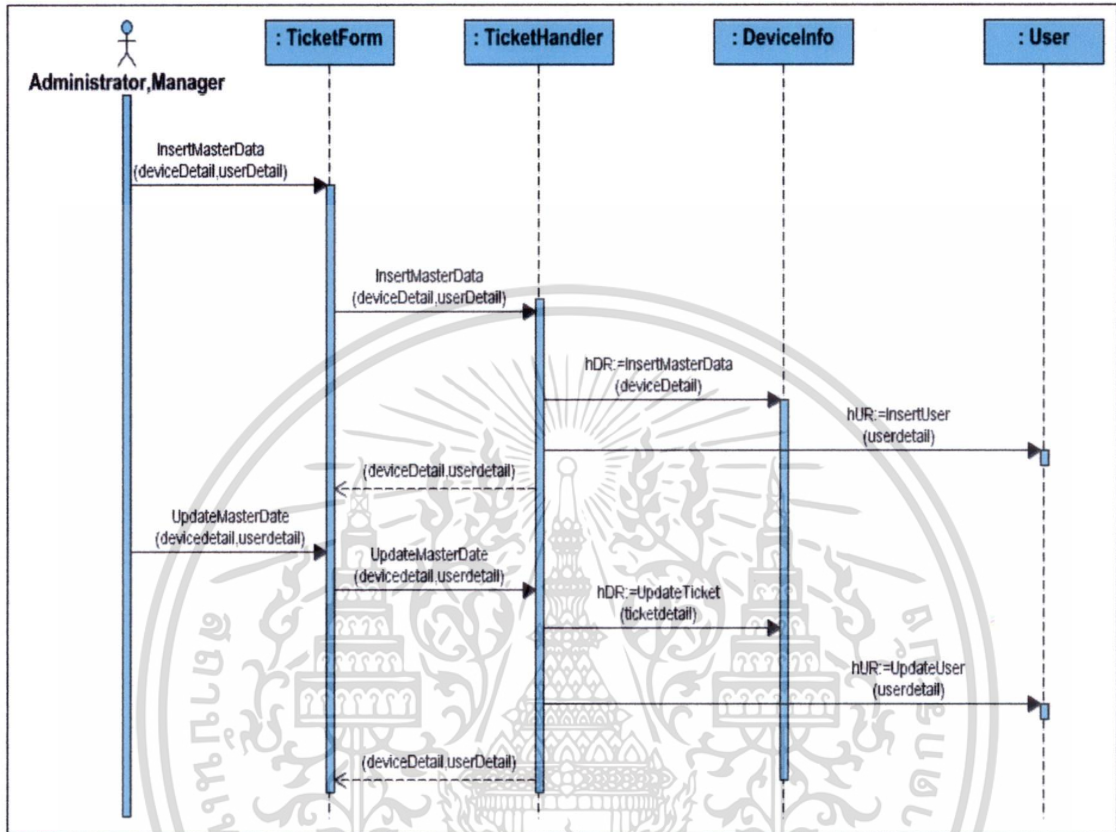 : TicketForm
: TicketHandler
: DeviceInfo
: User
Administrator,Manager
InsertMasterData
(deviceDetail,userDetail)
InsertMasterData
(deviceDetail,userDetail)
hDR:=InsertMasterData
(deviceDetail)
hUR:=InsertUser
(userdetail)
(deviceDetail,userdetail)
UpdateMasterDate
(devicedetail,userdetail)
UpdateMasterDate
(devicedetail,userdetail)
hDR:=UpdateTicket
(ticketdetail)
hUR:=UpdateUser
(userdetail)
(deviceDetail,userDetail)